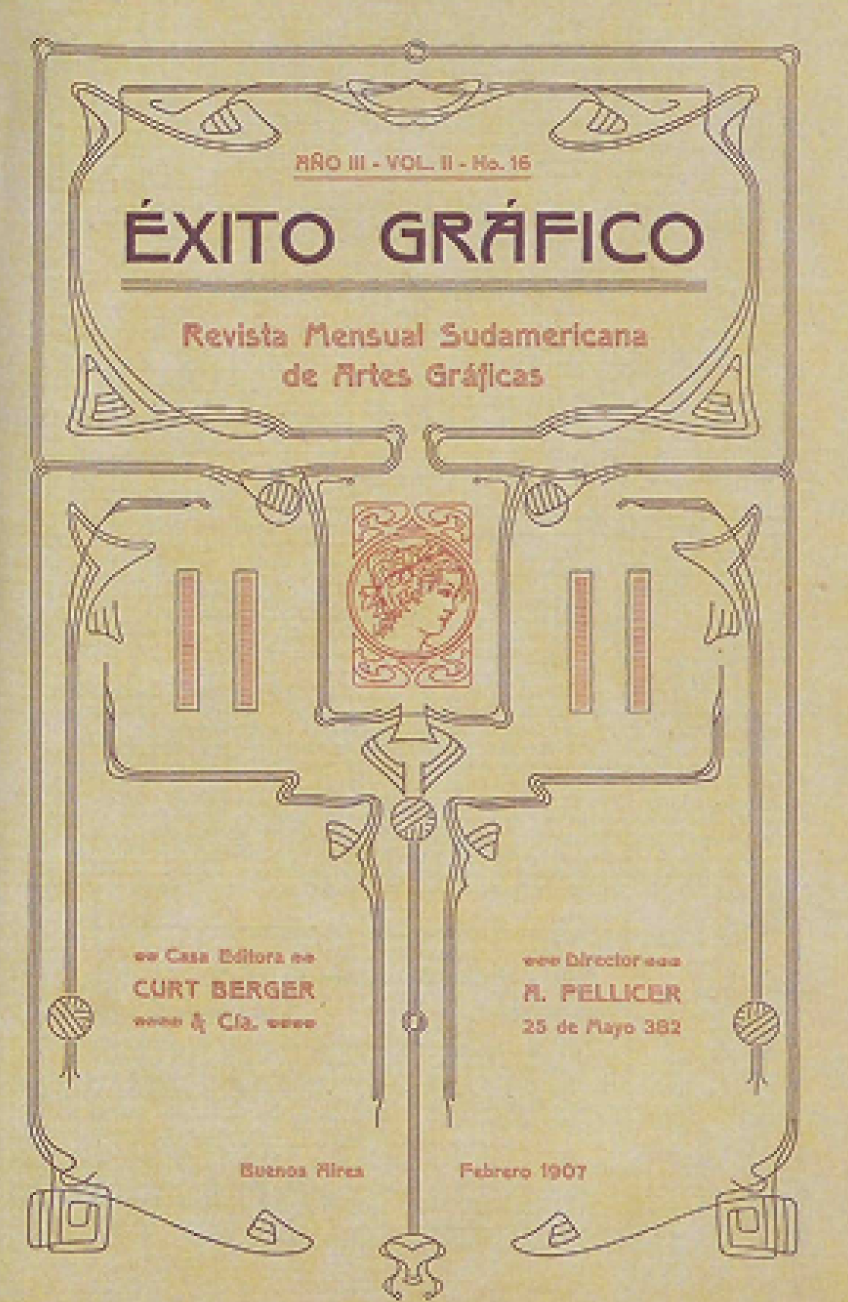 AÑO III - VOL. II - No. 16
ÉXITO GRÁFICO
Revista Mensual Sudamericana
de Artes Gráficas
Casa Editora
CURT BERGER
& Cía.
Director
A. PELLICER
25 de Mayo 382
Buenos Aires
Febrero 1907